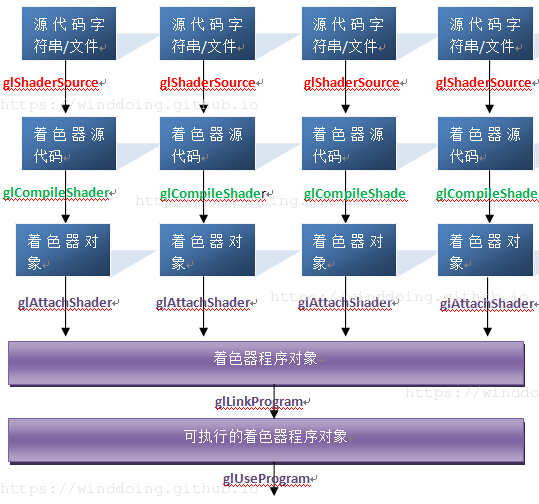 源代码字 源代码字 源代码字 源代码字
符串/文件 符串/文件 符串/文件 符串/文件
glShaderSource glShaderSource glShaderSource glShaderSource
https://winddoing.github.io
着色器源 着色器源 着色器源 着色器源
代码 代码 代码 代码
glCompileShader glCompileShader glCompileShade glCompileShade
https://winddoing.
着色器对 着色器对 着色器对 着色器对
象 象 象 象
https://winddoing.github.io
glAttachShader glAttachShader glAttachShader glAttachShader
着色器程序对象
https://winddo
glLinkProgram
可执行的着色器程序对象
glUseProgram
https://winddoing.github.io